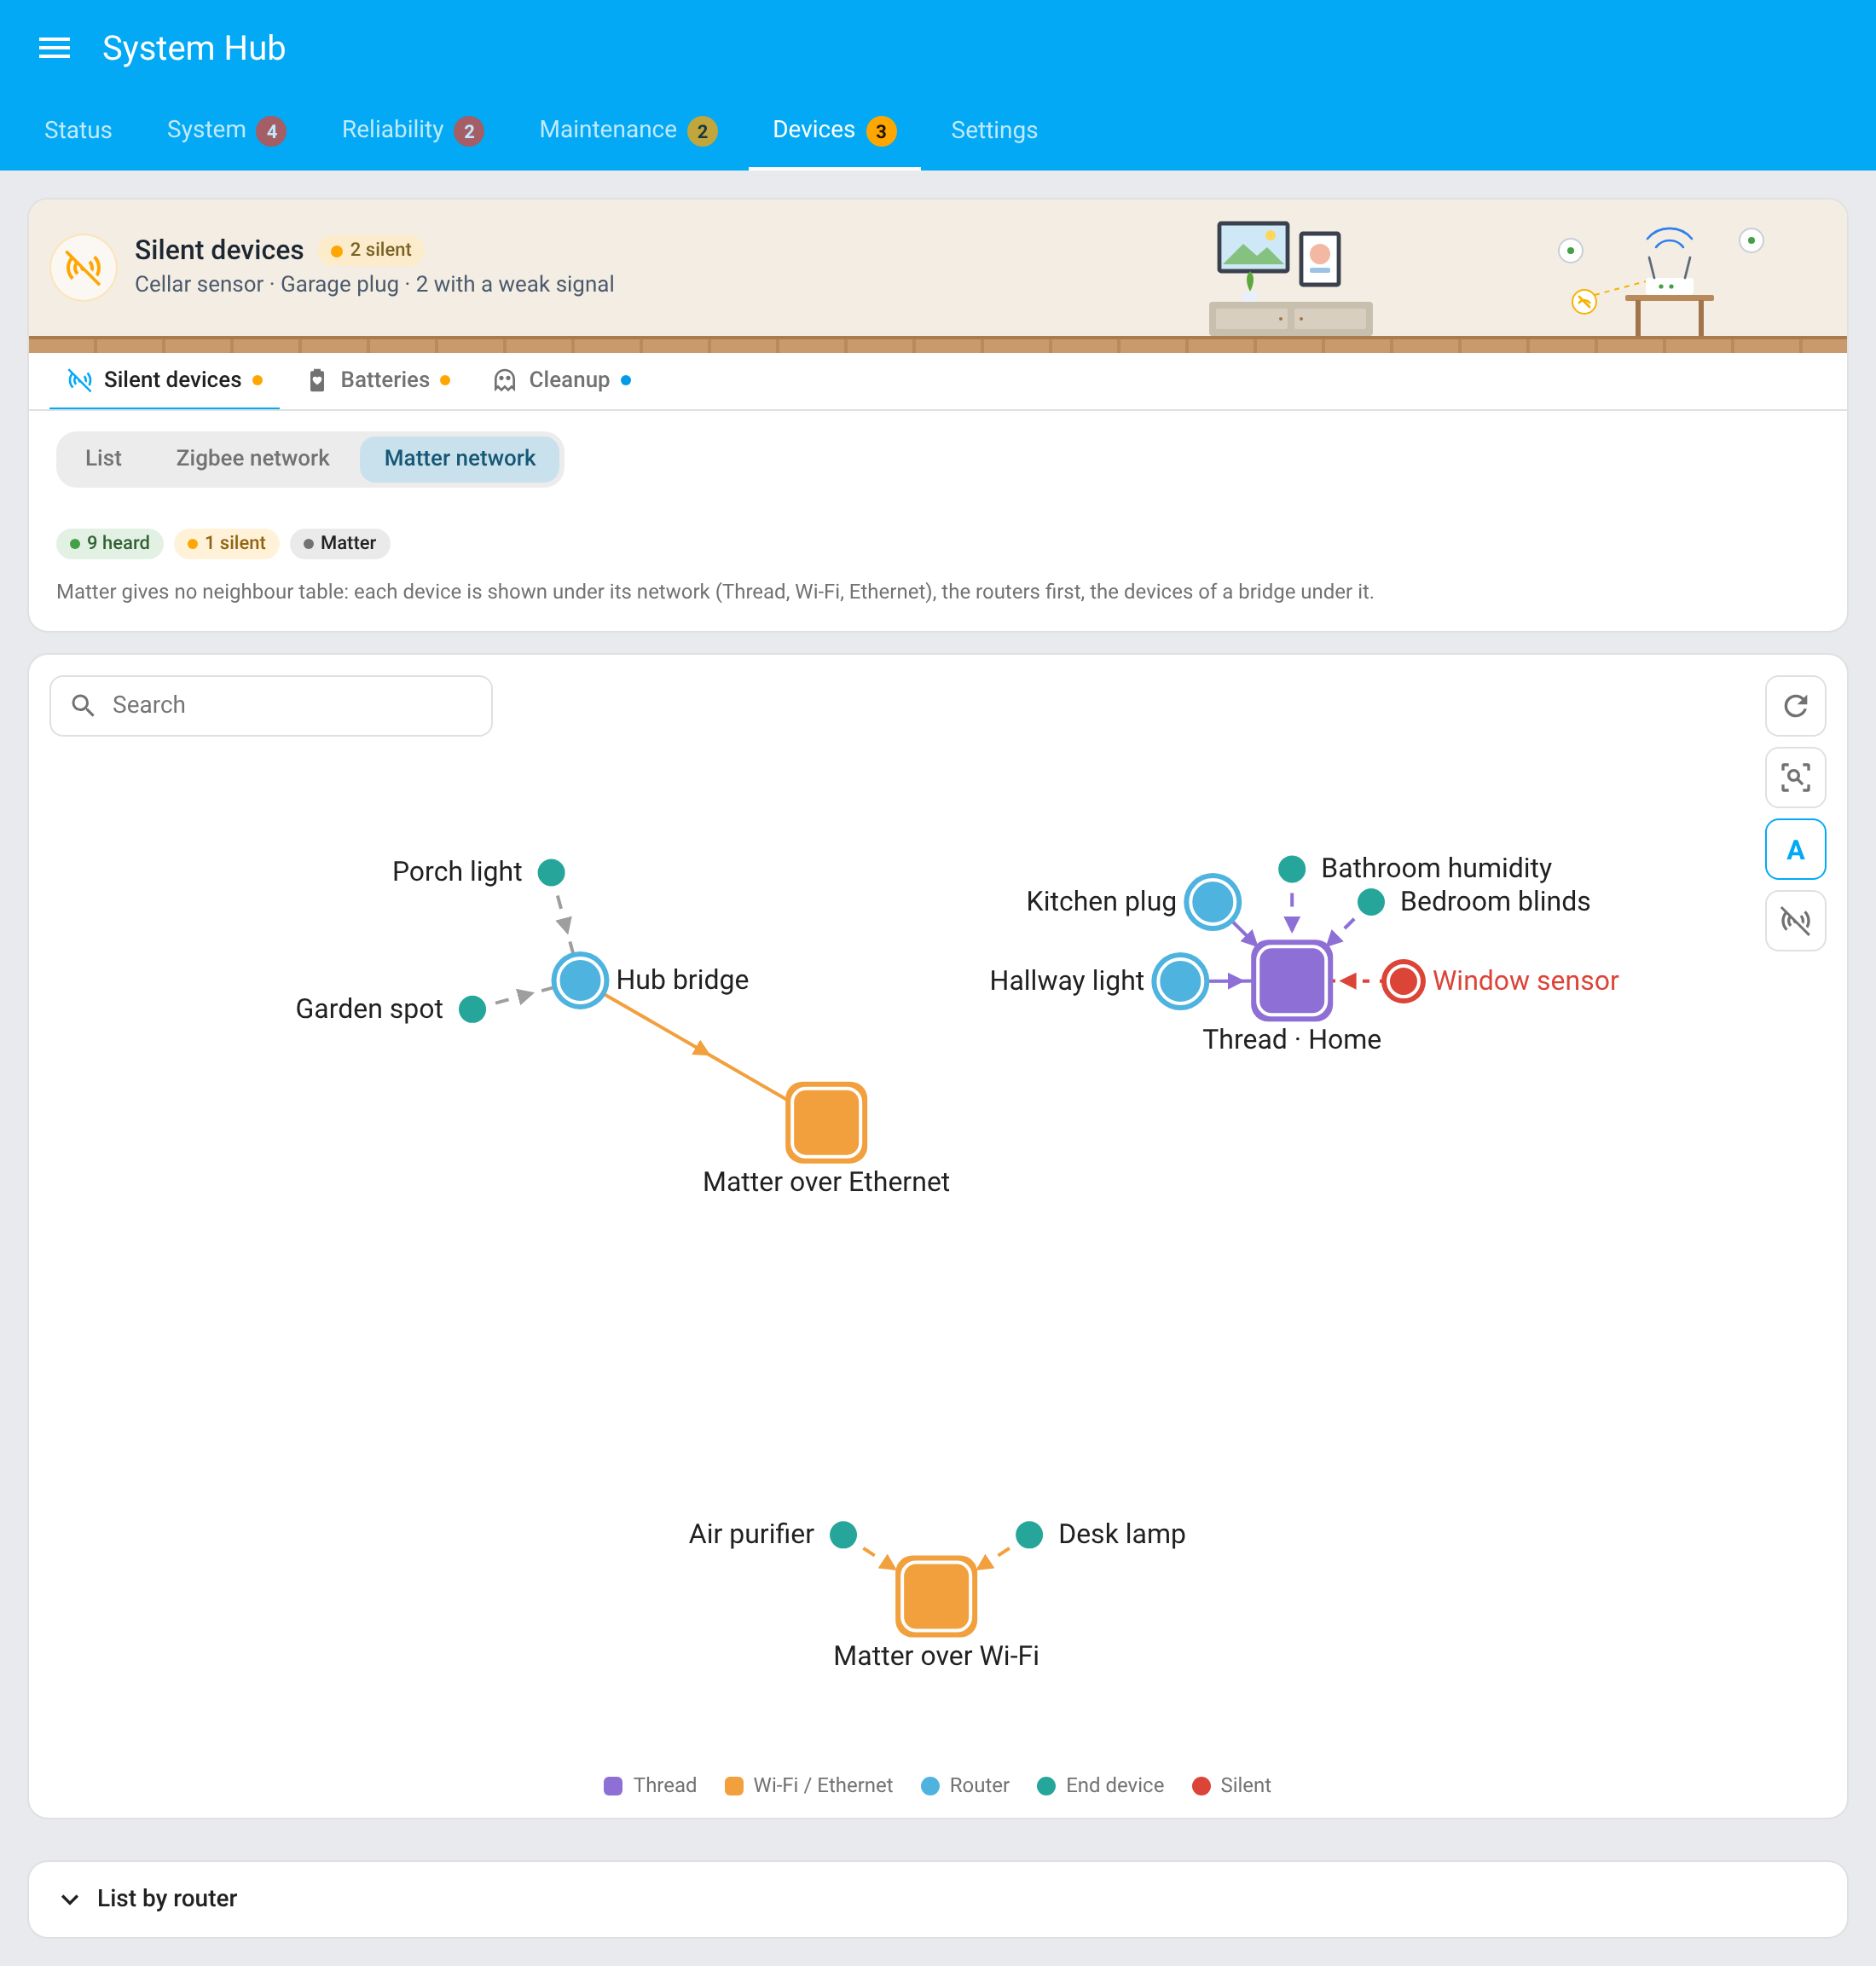 System Hub
Status System 4 Reliability 2 Maintenance 2 Devices 3 Settings
Silent devices 2 silent
Cellar sensor · Garage plug · 2 with a weak signal
Silent devices Batteries Cleanup
List Zigbee network Matter network
9 heard 1 silent Matter
Matter gives no neighbour table: each device is shown under its network (Thread, Wi-Fi, Ethernet), the routers first, the devices of a bridge under it.
Search
A
Porch light
Hub bridge
Garden spot
Matter over Ethernet
Bathroom humidity
Kitchen plug
Bedroom blinds
Hallway light
Window sensor
Thread · Home
Air purifier
Desk lamp
Matter over Wi-Fi
Thread Wi-Fi / Ethernet Router End device Silent
List by router